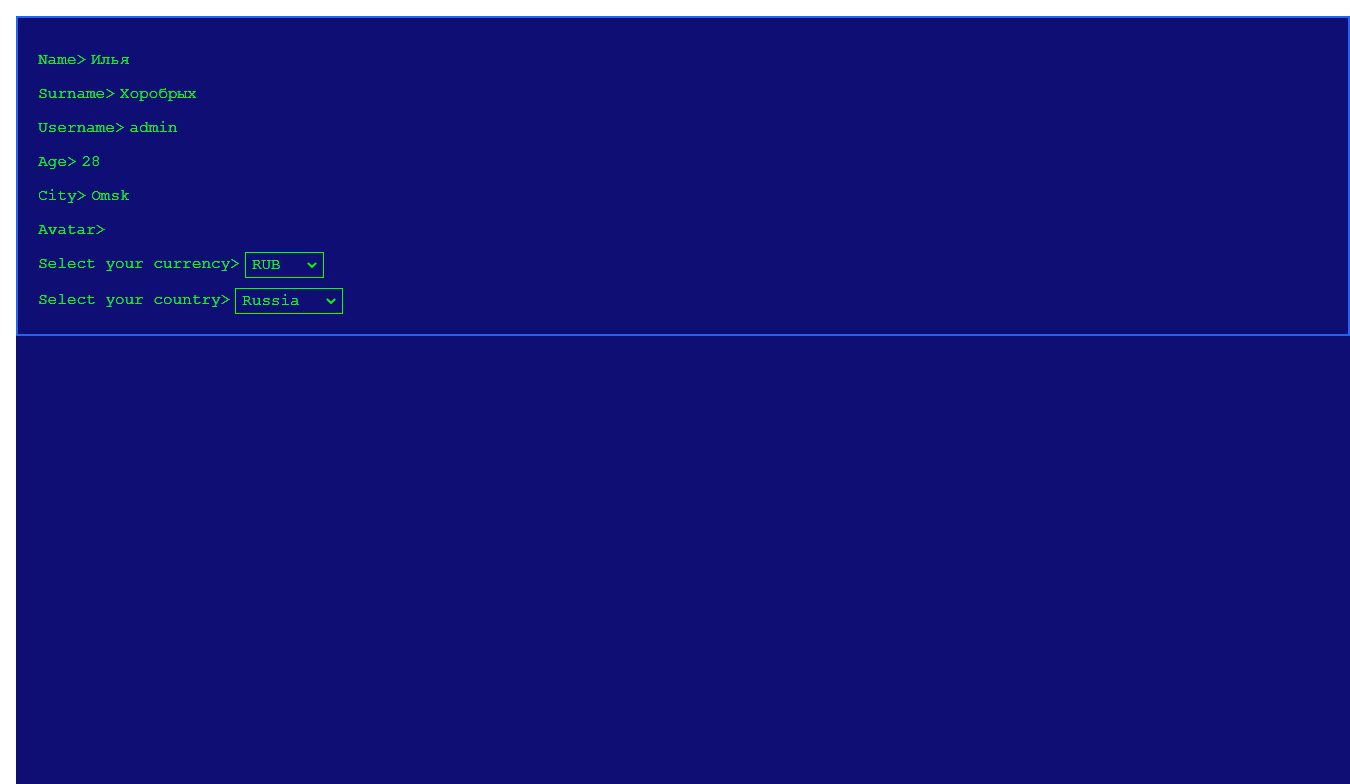 Name> Илья
Surname> Хоробрых
Username> admin
Age> 28
City> Omsk
Avatar>
Select your currency> RUB
Select your country> Russia